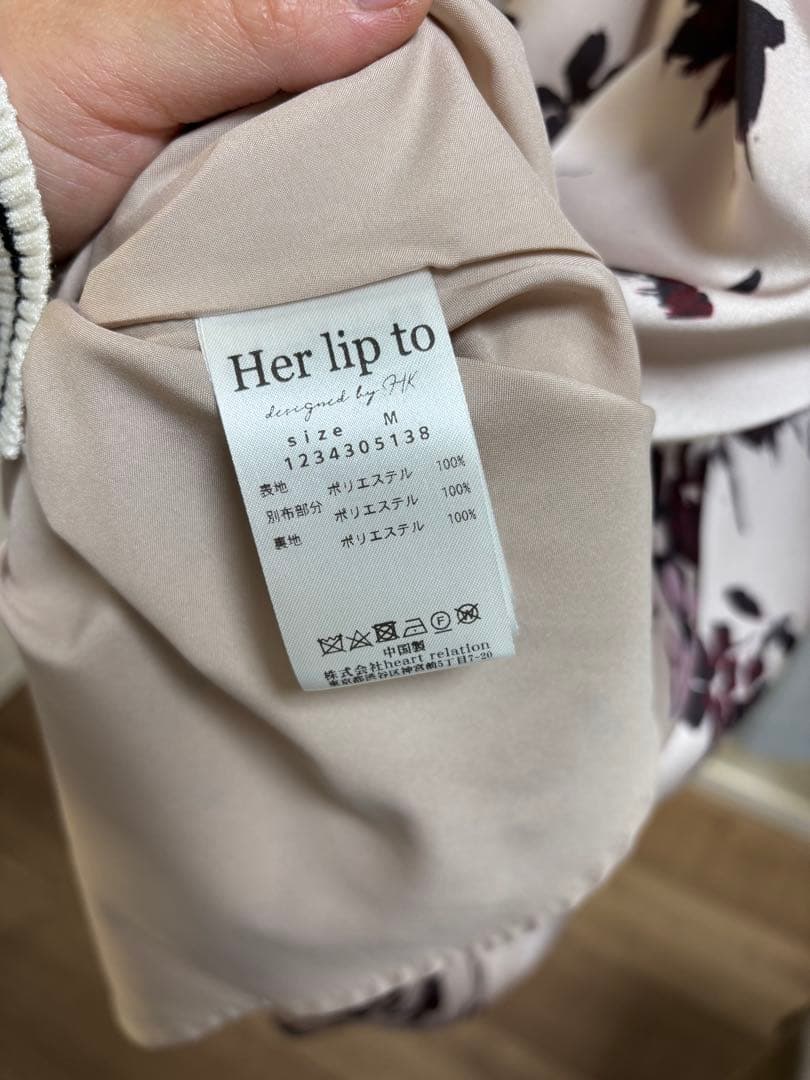 Her lip to
designed by HK
size M
1234305138
表地 ポリエステル 100%
別布部分 ポリエステル 100%
裏地 ポリエステル 100%
F W
中国製
株式会社heart relation
東京都渋谷区神宮前5丁目7-20